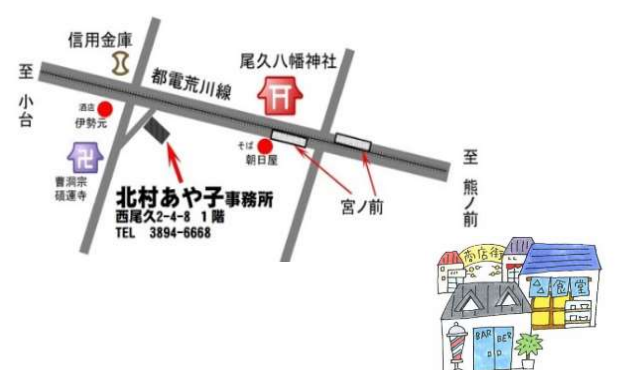 信用金庫
尾久八幡神社
至 小台
都電荒川線
酒店
伊勢元
そば
朝日屋
至 熊ノ前
曹洞宗
碩運寺
宮ノ前
北村あや子事務所
西尾久2-4-8 1階
TEL 3894-6668
商店街
食堂
BAR BER